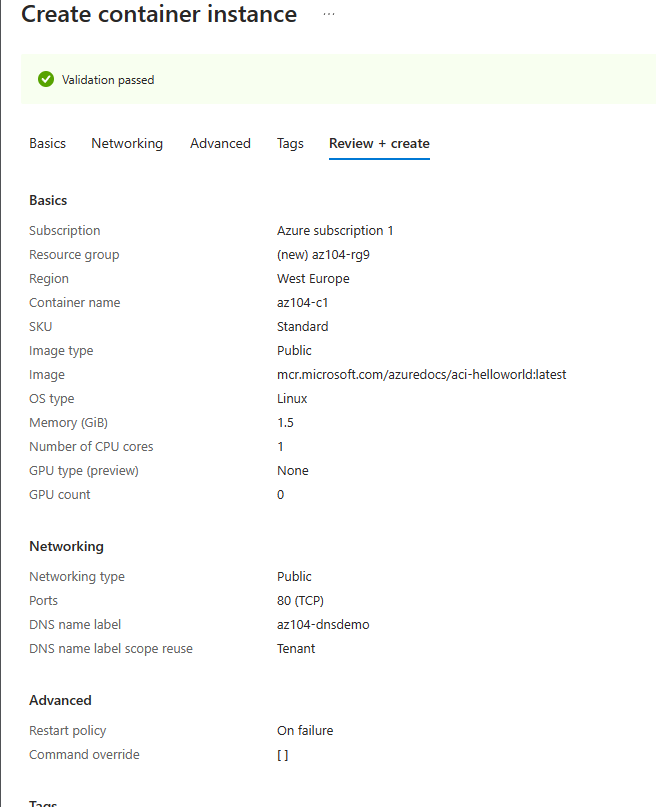 Create container instance ...
Validation passed
Basics Networking Advanced Tags Review + create
Basics
Subscription Azure subscription 1
Resource group (new) az104-rg9
Region West Europe
Container name az104-c1
SKU Standard
Image type Public
Image mcr.microsoft.com/azuredocs/aci-helloworld:latest
OS type Linux
Memory (GiB) 1.5
Number of CPU cores 1
GPU type (preview) None
GPU count 0
Networking
Networking type Public
Ports 80 (TCP)
DNS name label az104-dnsdemo
DNS name label scope reuse Tenant
Advanced
Restart policy On failure
Command override [ ]
Tags